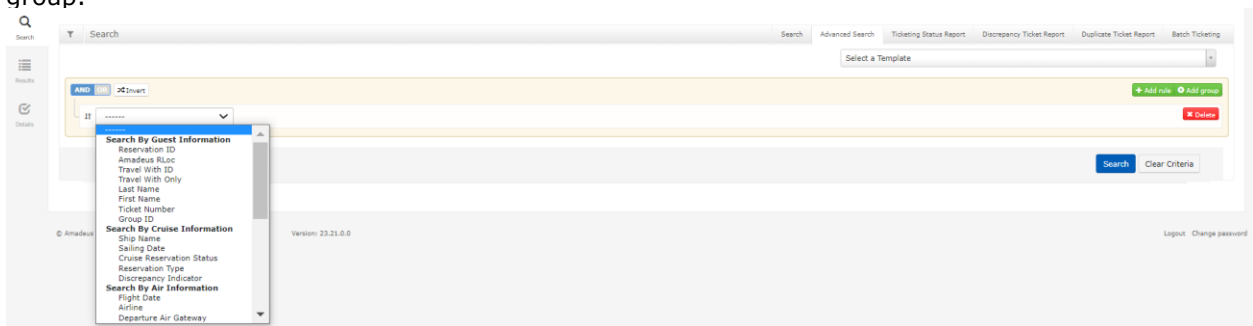 group.
Search
Search
Search
Advanced Search
Ticketing Status Report
Discrepancy Ticket Report
Duplicate Ticket Report
Batch Ticketing
Select a Template
Results
AND
OR
Invert
Add rule
Add group
If
------
Delete
Details
------
Search By Guest Information
Reservation ID
Amadeus RLoc
Travel With ID
Travel With Only
Last Name
First Name
Ticket Number
Group ID
Search By Cruise Information
Ship Name
Sailing Date
Cruise Reservation Status
Reservation Type
Discrepancy Indicator
Search By Air Information
Flight Date
Airline
Departure Air Gateway
Search
Clear Criteria
© Amadeus
Version: 23.21.0.0
Logout
Change password